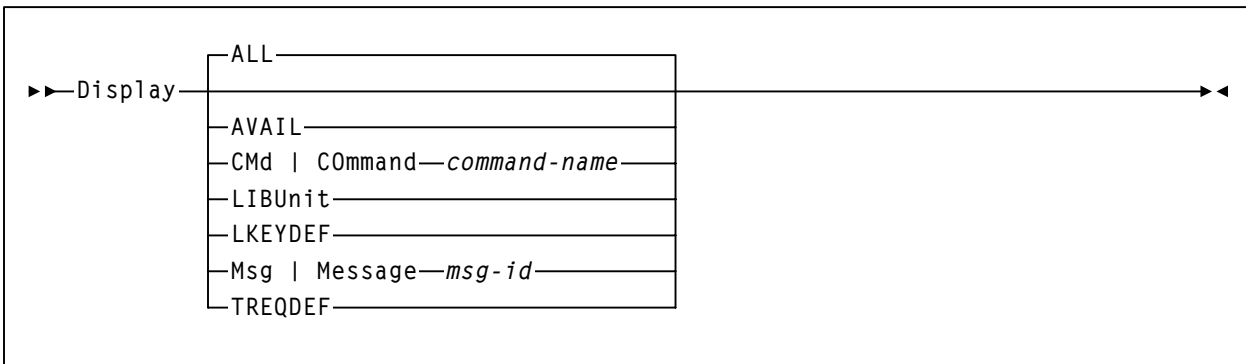 ALL
Display
AVAIL
CMd | COmmand command-name
LIBUnit
LKEYDEF
Msg | Message msg-id
TREQDEF